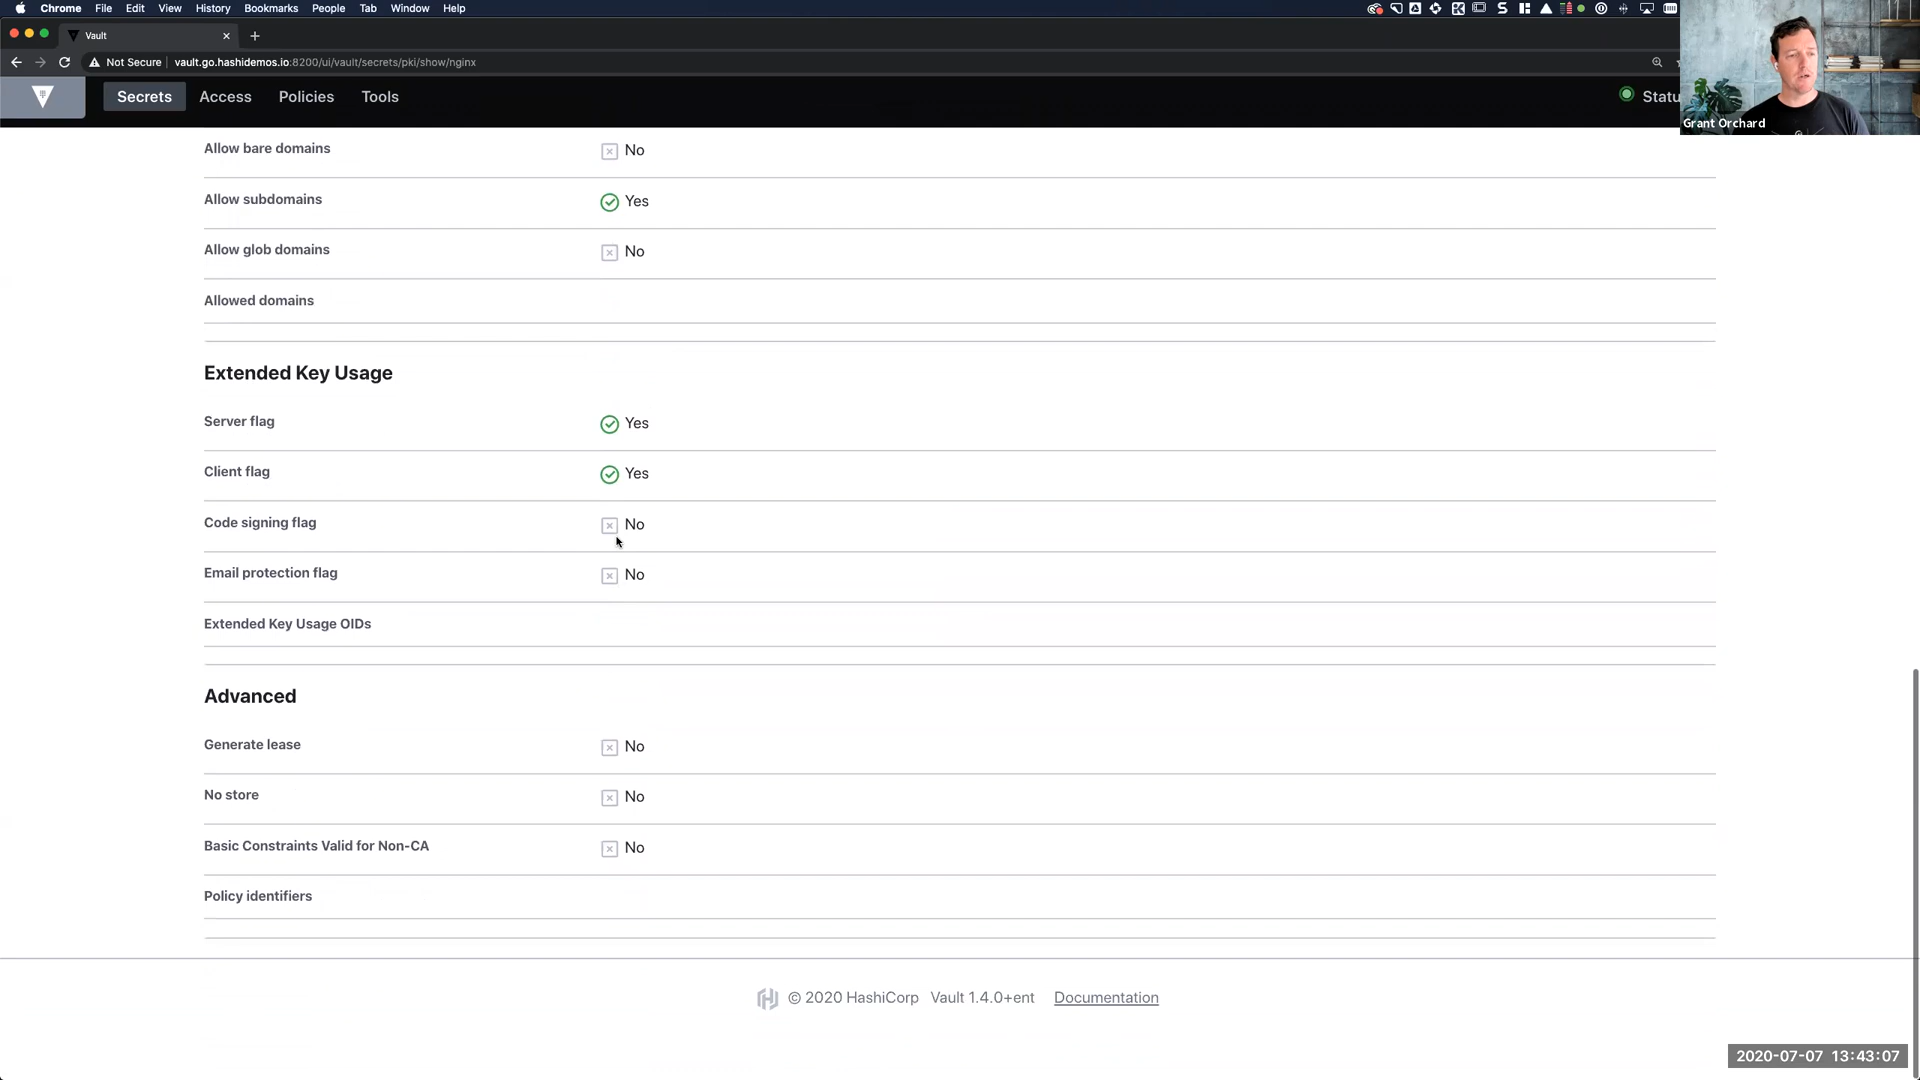 Chrome File Edit View History Bookmarks People Tab Window Help
Vault
Not Secure vault.go.hashidemos.io:8200/ui/vault/secrets/pki/show/nginx
Secrets Access Policies Tools
Statu
Grant Orchard
Allow bare domains No
Allow subdomains Yes
Allow glob domains No
Allowed domains
Extended Key Usage
Server flag Yes
Client flag Yes
Code signing flag No
Email protection flag No
Extended Key Usage OIDs
Advanced
Generate lease No
No store No
Basic Constraints Valid for Non-CA No
Policy identifiers
© 2020 HashiCorp Vault 1.4.0+ent Documentation
2020-07-07 13:43:07